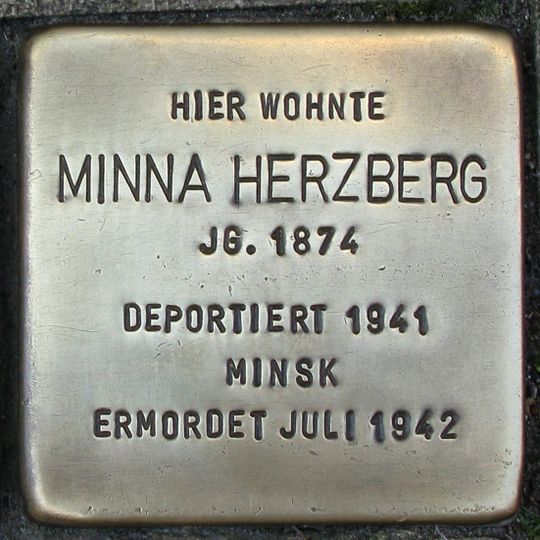 HIER WOHNTE
MINNA HERZBERG
JG. 1874
DEPORTIERT 1941
MINSK
ERMORDET JULI 1942